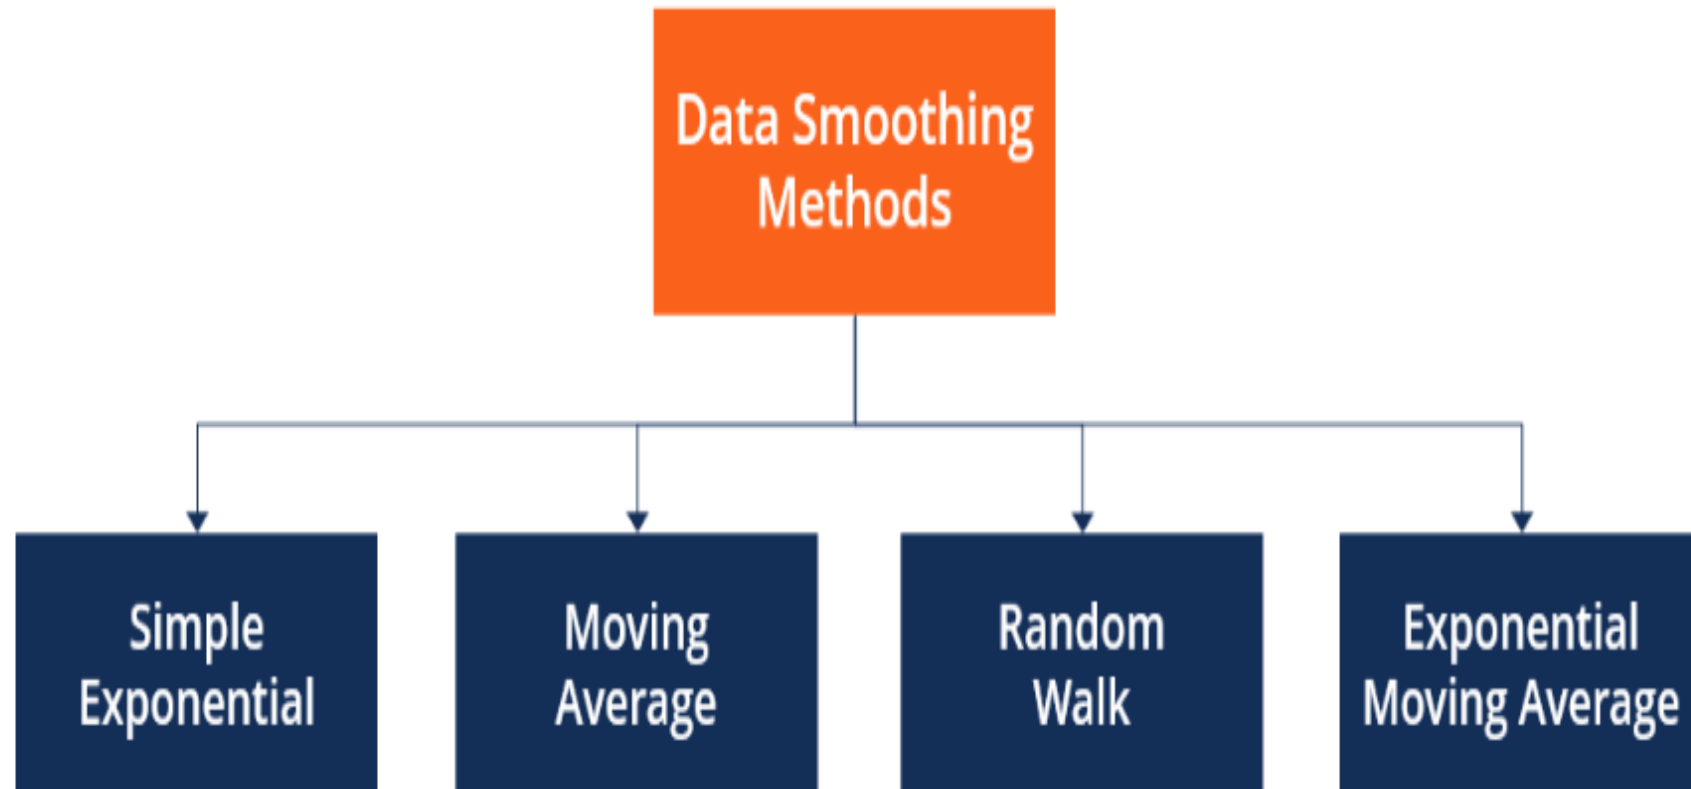 Data Smoothing
Methods
Simple
Exponential
Moving
Average
Random
Walk
Exponential
Moving Average